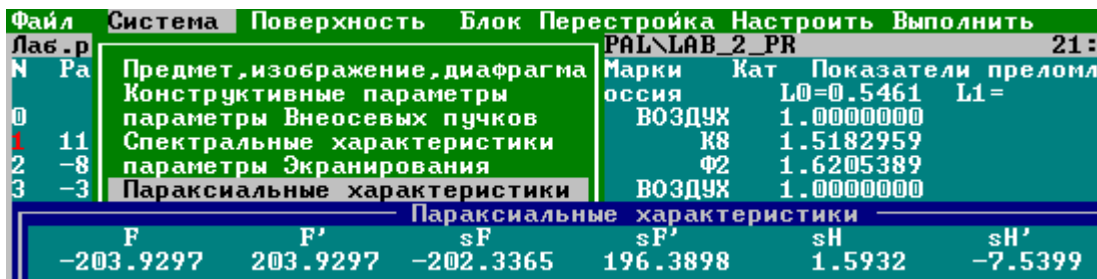 Файл Система Поверхность Блок Перестройка Настроить Выполнить
Лаб.р PAL\LAB_2_PR 21:
N Ра Предмет,изображение,диафрагма Марки Кат Показатели преломл
Конструктивные параметры оссия L0=0.5461 L1=
0 параметры Внеосевых пучков ВОЗДУХ 1.0000000
1 11 Спектральные характеристики К8 1.5182959
2 -8 параметры Экранирования Ф2 1.6205389
3 -3 Параксиальные характеристики ВОЗДУХ 1.0000000
Параксиальные характеристики
F F' sF sF' sH sH'
-203.9297 203.9297 -202.3365 196.3898 1.5932 -7.5399